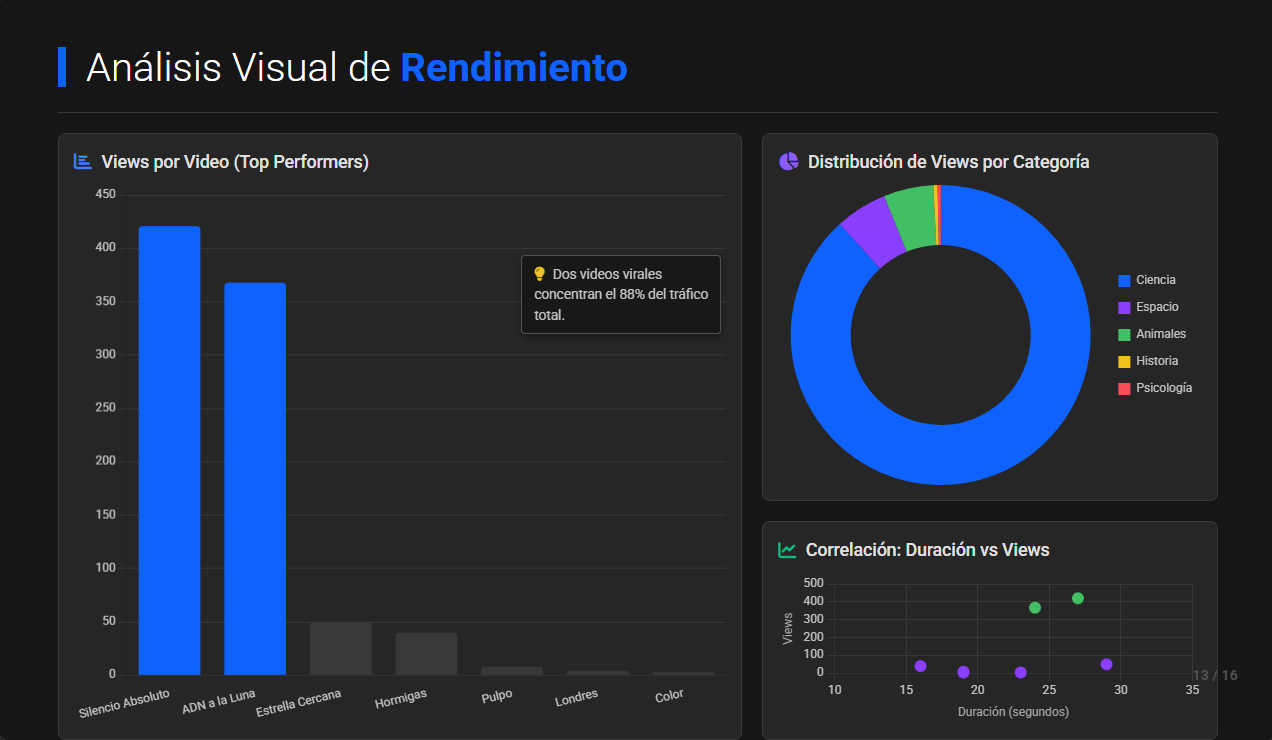 Análisis Visual de Rendimiento
Views por Video (Top Performers)
450
400
350
300
250
200
150
100
50
0
Dos videos virales
concentran el 88% del tráfico
total.
Silencio Absoluto
ADN a la Luna
Estrella Cercana
Hormigas
Pulpo
Londres
Color
Distribución de Views por Categoría
Ciencia
Espacio
Animales
Historia
Psicología
Correlación: Duración vs Views
Views
500
400
300
200
100
0
10
15
20
25
30
35
Duración (segundos)
13 / 16